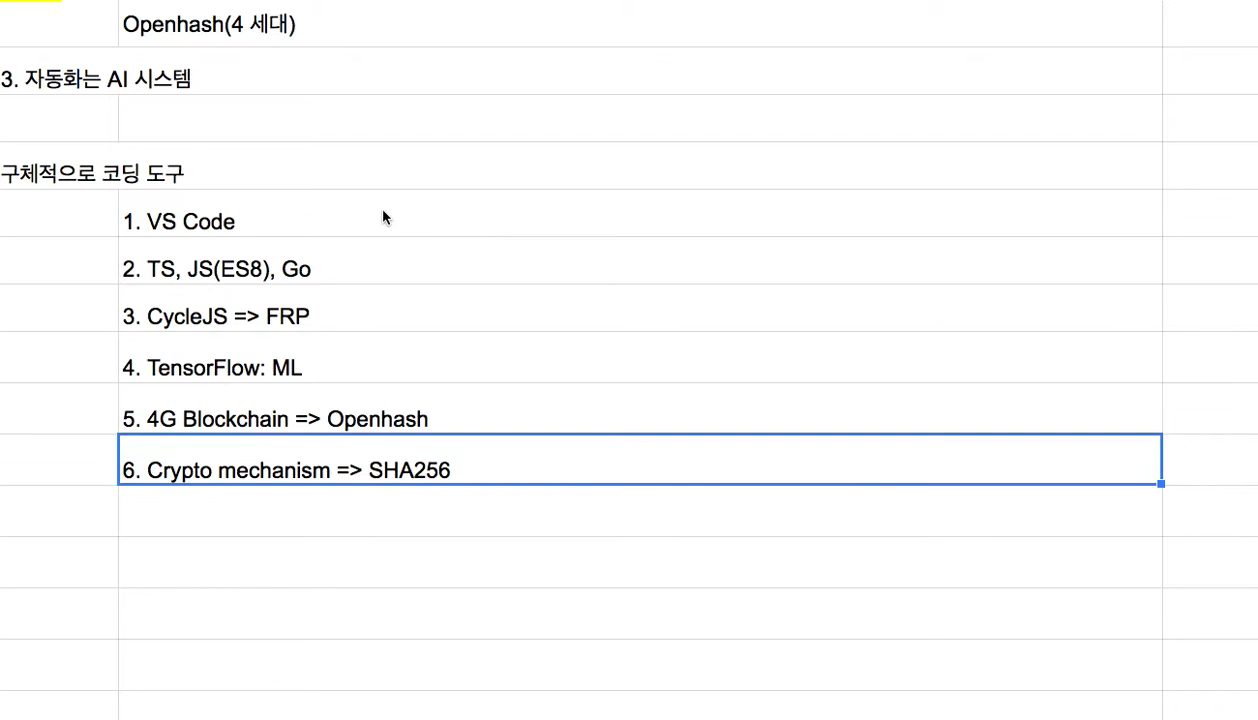 Openhash(4 세대)
3. 자동화는 AI 시스템
구체적으로 코딩 도구
1. VS Code
2. TS, JS(ES8), Go
3. CycleJS => FRP
4. TensorFlow: ML
5. 4G Blockchain => Openhash
6. Crypto mechanism => SHA256